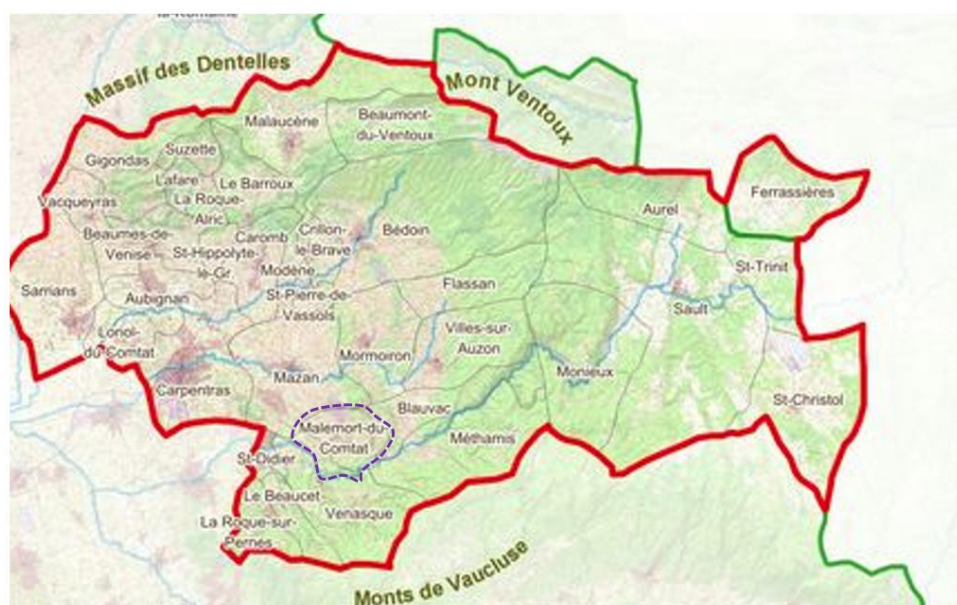 Massif des Dentelles
Mont Ventoux
Malaucène
Beaumont-
du-Ventoux
Gigondas
Suzette
Lafare
Le Barroux
Vacqueyras
La Roque-
Alric
Ferrassières
Aurel
Beaumes-de-
Venise
St-Hippolyte-
le-Gr.
Caromb
Crillon-
le-Brave
Bédoin
Modène
St-Trinit
Sarrians
Aubignan
St-Pierre-de-
Vassols
Flassan
Sault
Loriol-
du-Comtat
Villes-sur-
Auzon
Mormoiron
Monieux
Mazan
Carpentras
St-Christol
Blauvac
Malemort-du-
Comtat
Méthamis
St-Didier
Le Beaucet
Venasque
La Roque-sur-
Pernes
Monts de Vaucluse